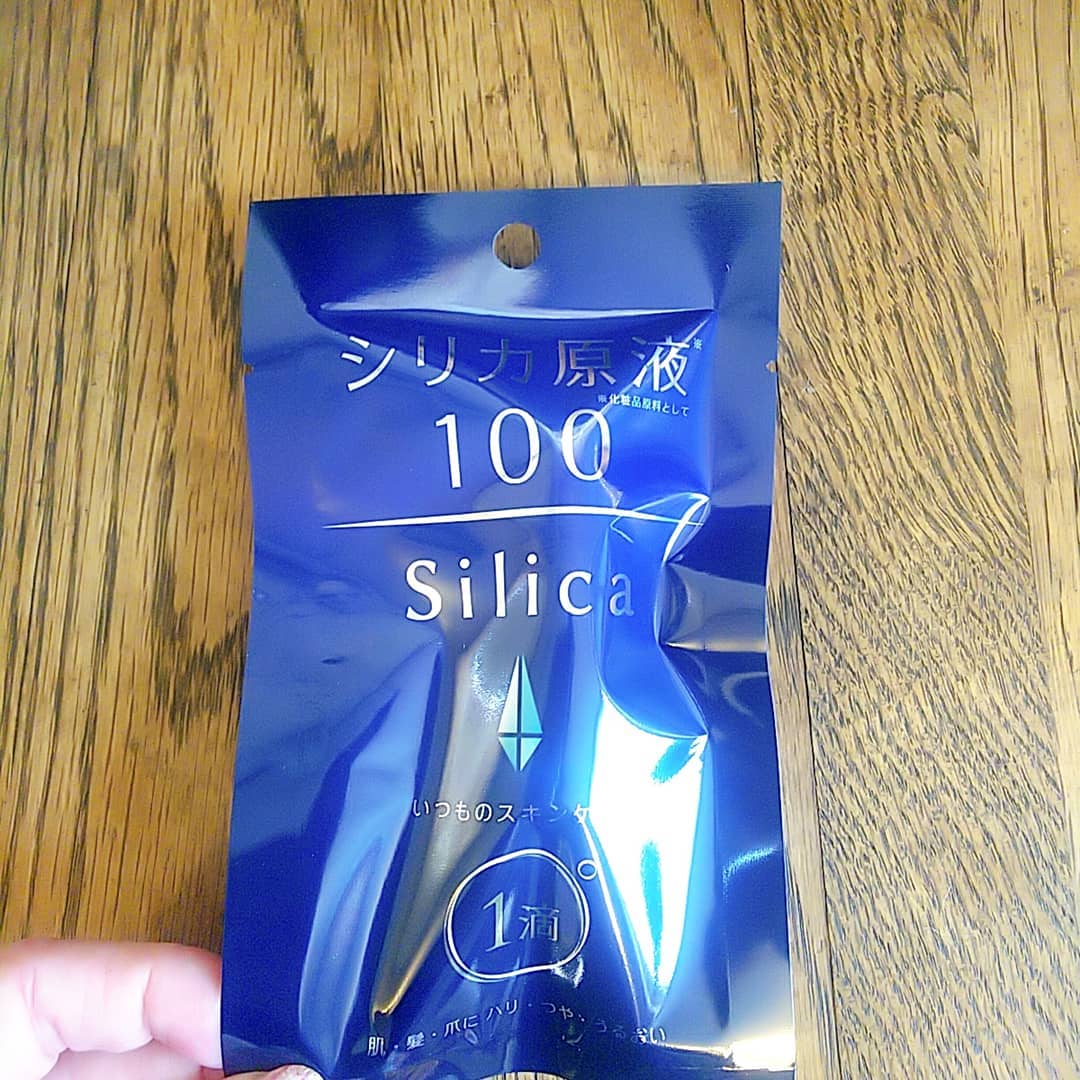 シリカ原液※
※化粧品原料として
100
Silica
いつものスキンケ
1滴
肌・髪・爪に ハリ・つや・うるおい